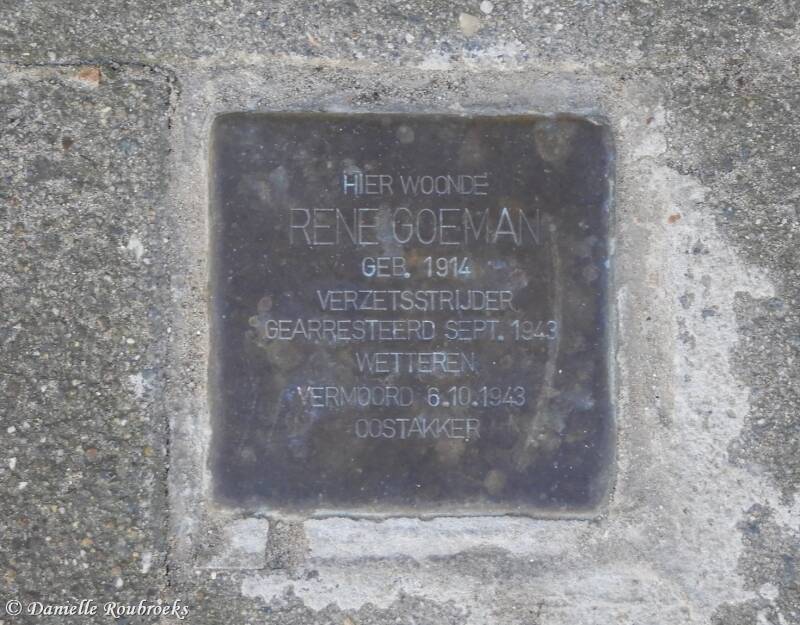 HIER WOONDE
RENE GOEMAN
GEB. 1914
VERZETSSTRIJDER
GEARRESTEERD SEPT. 1943
WETTEREN
VERMOORD 6.10.1943
OOSTAKKER
© Danielle Roubroeks